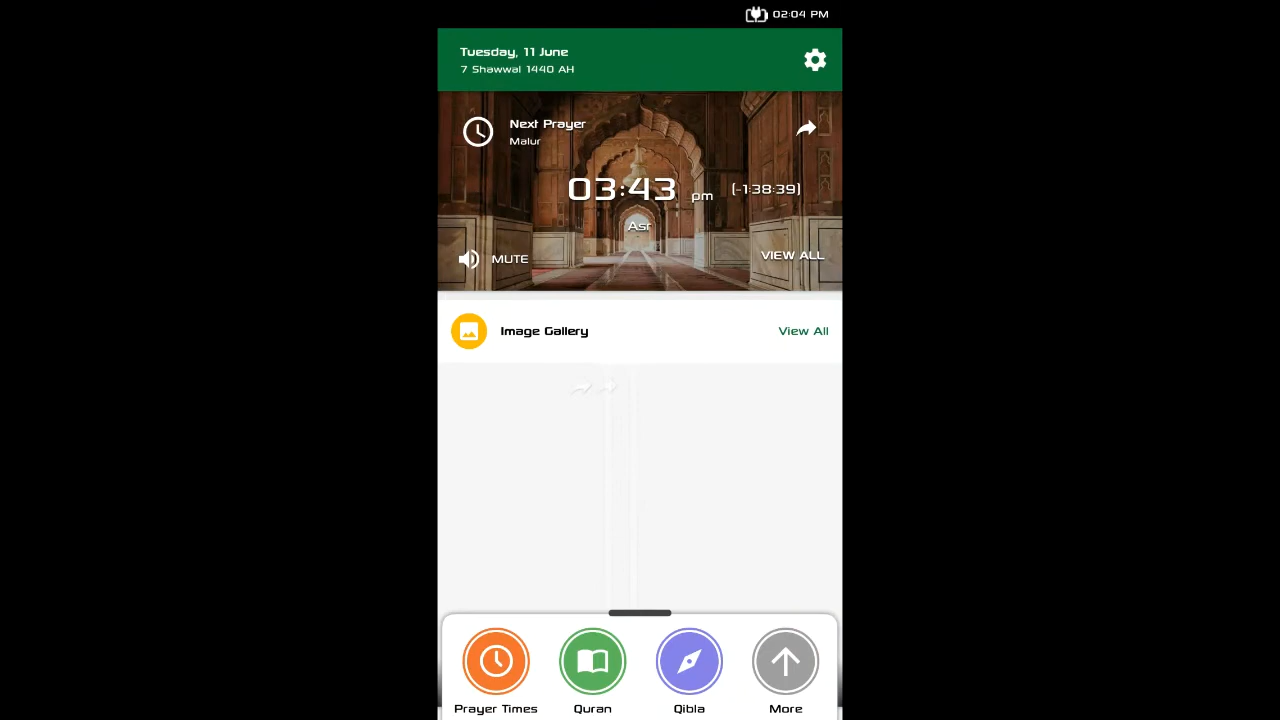 02:04 PM
Tuesday, 11 June
7 Shawwal 1440 AH
Next Prayer
Malur
03:43 pm (-1:38:39)
Asr
MUTE
VIEW ALL
Image Gallery
View All
Prayer Times
Quran
Qibla
More